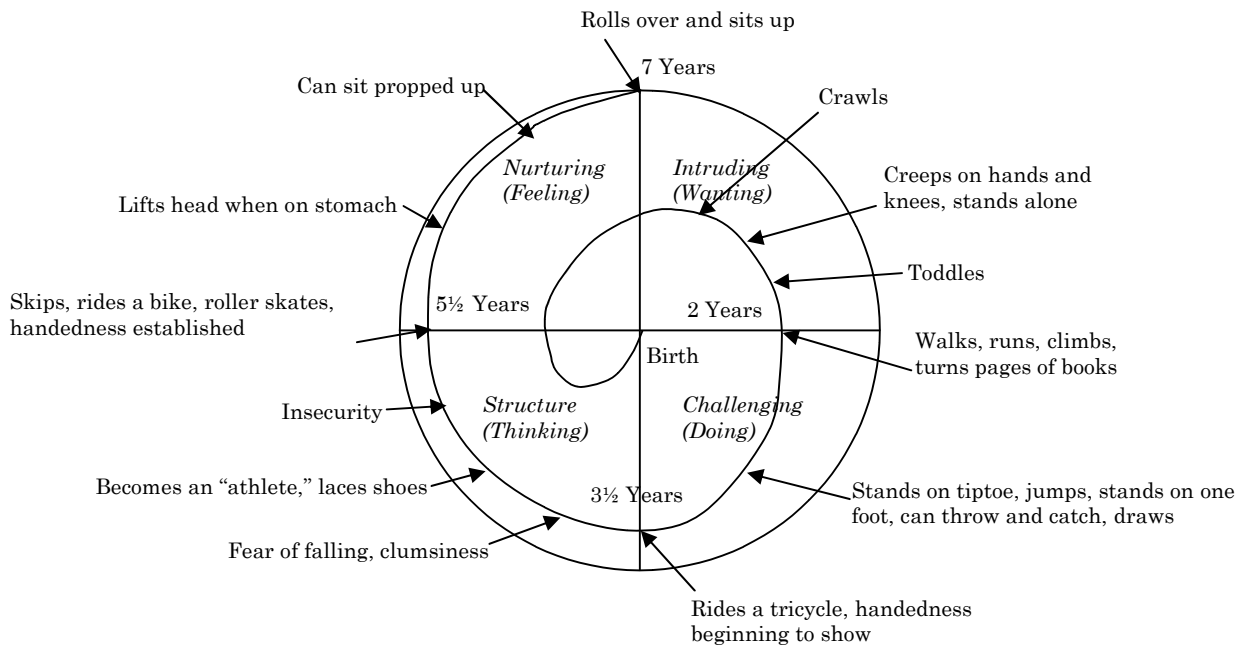 Rolls over and sits up
7 Years
Can sit propped up
Crawls
Nurturing
(Feeling)
Intruding
(Wanting)
Creeps on hands and
knees, stands alone
Lifts head when on stomach
Toddles
Skips, rides a bike, roller skates,
handedness established
5½ Years
2 Years
Walks, runs, climbs,
turns pages of books
Birth
Insecurity
Structure
(Thinking)
Challenging
(Doing)
Becomes an “athlete,” laces shoes
3½ Years
Stands on tiptoe, jumps, stands on one
foot, can throw and catch, draws
Fear of falling, clumsiness
Rides a tricycle, handedness
beginning to show